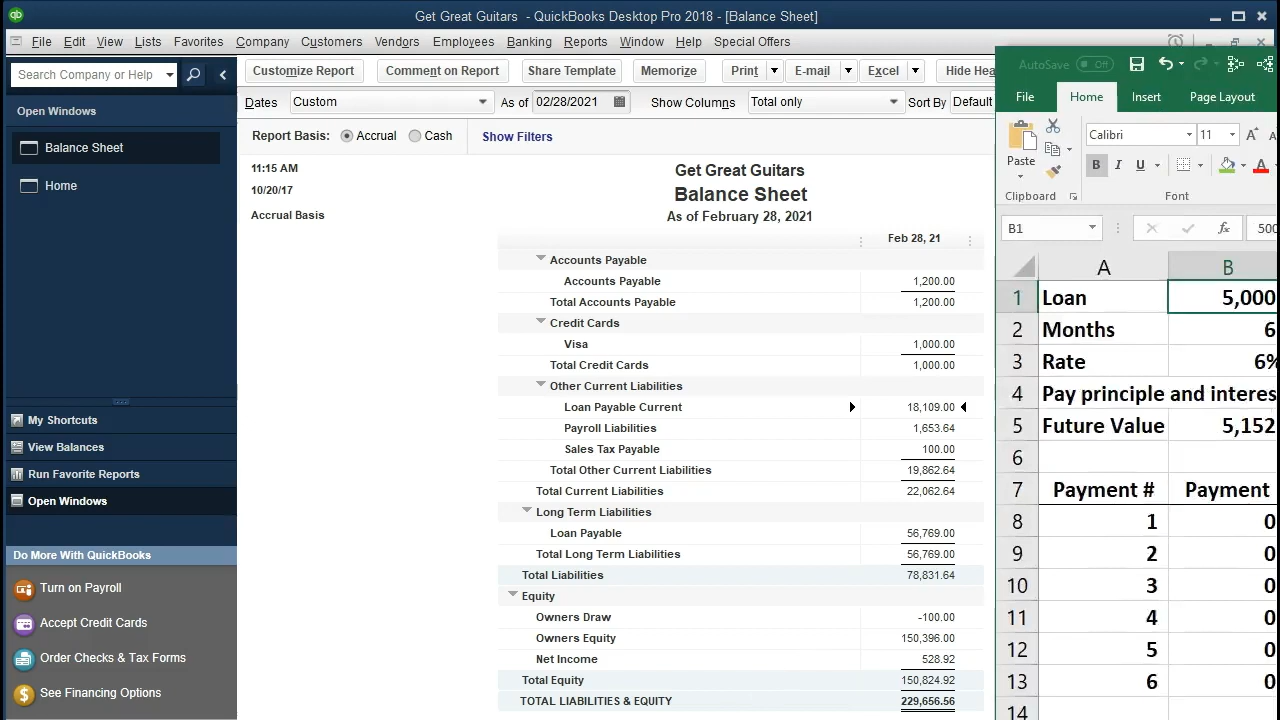 Get Great Guitars - QuickBooks Desktop Pro 2018 - [Balance Sheet]
File Edit View Lists Favorites Company Customers Vendors Employees Banking Reports Window Help Special Offers
Search Company or Help
Open Windows
Balance Sheet
Home
My Shortcuts
View Balances
Run Favorite Reports
Open Windows
Do More With QuickBooks
Turn on Payroll
Accept Credit Cards
Order Checks & Tax Forms
See Financing Options
Customize Report Comment on Report Share Template Memorize Print E-mail Excel Hide Hea
Dates Custom As of 02/28/2021 Show Columns Total only Sort By Default
Report Basis: Accrual Cash Show Filters
11:15 AM
10/20/17
Accrual Basis
Get Great Guitars
Balance Sheet
As of February 28, 2021
Feb 28, 21
Accounts Payable
Accounts Payable 1,200.00
Total Accounts Payable 1,200.00
Credit Cards
Visa 1,000.00
Total Credit Cards 1,000.00
Other Current Liabilities
Loan Payable Current 18,109.00
Payroll Liabilities 1,653.64
Sales Tax Payable 100.00
Total Other Current Liabilities 19,862.64
Total Current Liabilities 22,062.64
Long Term Liabilities
Loan Payable 56,769.00
Total Long Term Liabilities 56,769.00
Total Liabilities 78,831.64
Equity
Owners Draw -100.00
Owners Equity 150,396.00
Net Income 528.92
Total Equity 150,824.92
TOTAL LIABILITIES & EQUITY 229,656.56
AutoSave Off
File Home Insert Page Layout
Paste
Calibri 11 A A
B I U A
Clipboard Font
B1 fx 500
A B
1 Loan 5,000
2 Months 6
3 Rate 6%
4 Pay principle and interes
5 Future Value 5,152
6
7 Payment # Payment
8 1 0
9 2 0
10 3 0
11 4 0
12 5 0
13 6 0
14